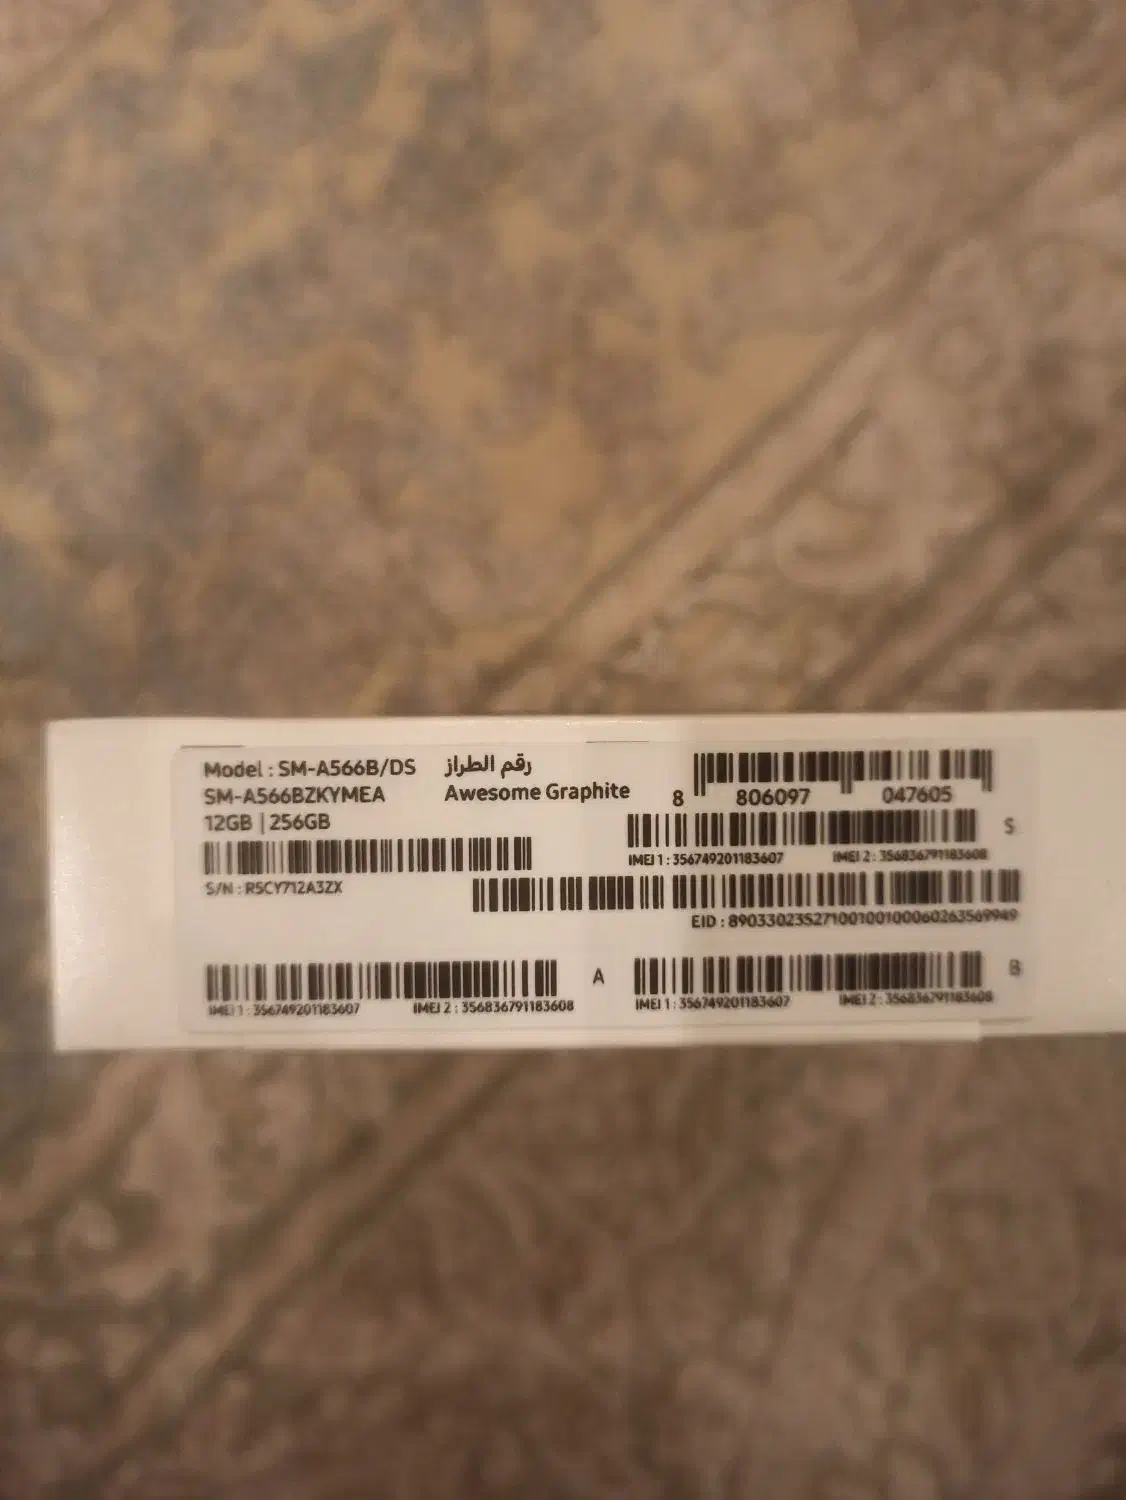 Model : SM-A566B/DS رقم الطراز
SM-A566BZKYMEA Awesome Graphite
12GB | 256GB
8 806097 047605
S/N : R5CY712A3ZX
IMEI 1 : 356749201183607 IMEI 2 : 356836791183608 S
EID : 89033023527100100100060263569949
IMEI 1 : 356749201183607 IMEI 2 : 356836791183608 A
IMEI 1 : 356749201183607 IMEI 2 : 356836791183608 B